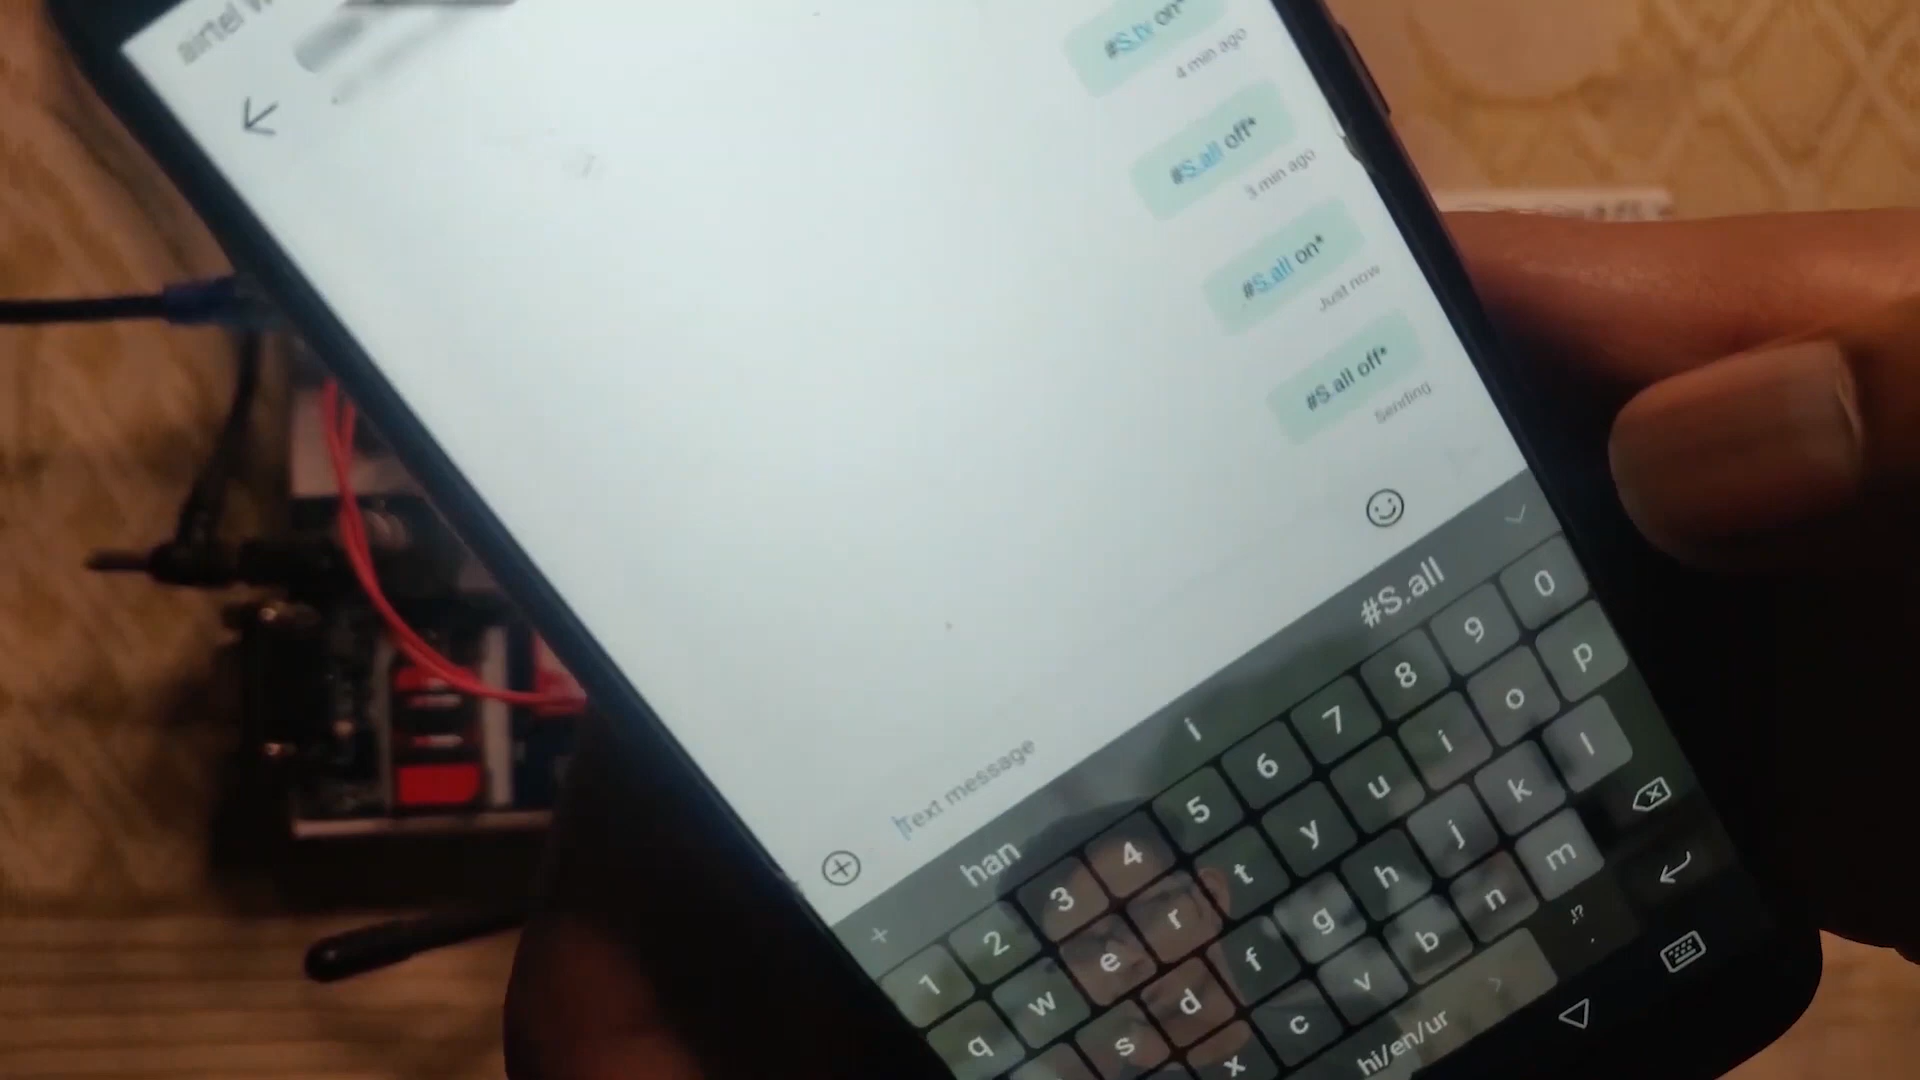 airtel
#S.tv on*
4 min ago
#S.all off*
3 min ago
#S.all on*
Just now
#S.all off*
Sending
Text message
han
i
#S.all
1 2 3 4 5 6 7 8 9 0
q w e r t y u i o p
s d f g h j k l
x c v b n m
!?
hi/en/ur